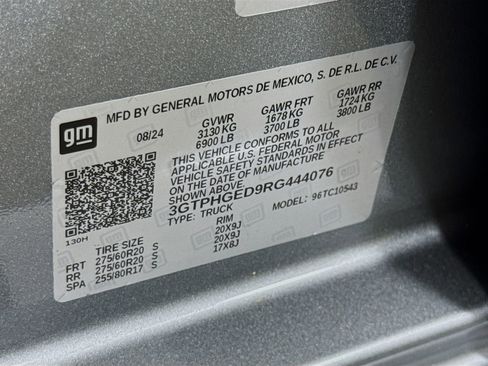 gm
MFD BY GENERAL MOTORS DE MEXICO, S. DE R.L. DE C.V.
08/24 GVWR GAWR FRT GAWR RR
3130 KG 1678 KG 1724 KG
6900 LB 3700 LB 3800 LB
THIS VEHICLE CONFORMS TO ALL
APPLICABLE U.S. FEDERAL MOTOR
VEHICLE SAFETY STANDARDS IN EFFECT
ON THE DATE OF MANUFACTURE
SHOWN ABOVE.
3GTPHGED9RG444076
TYPE: TRUCK MODEL: 96TC10543
130H
TIRE SIZE RIM
FRT 275/60R20 S 20X9J
RR 275/60R20 S 20X9J
SPA 255/80R17 S 17X8J